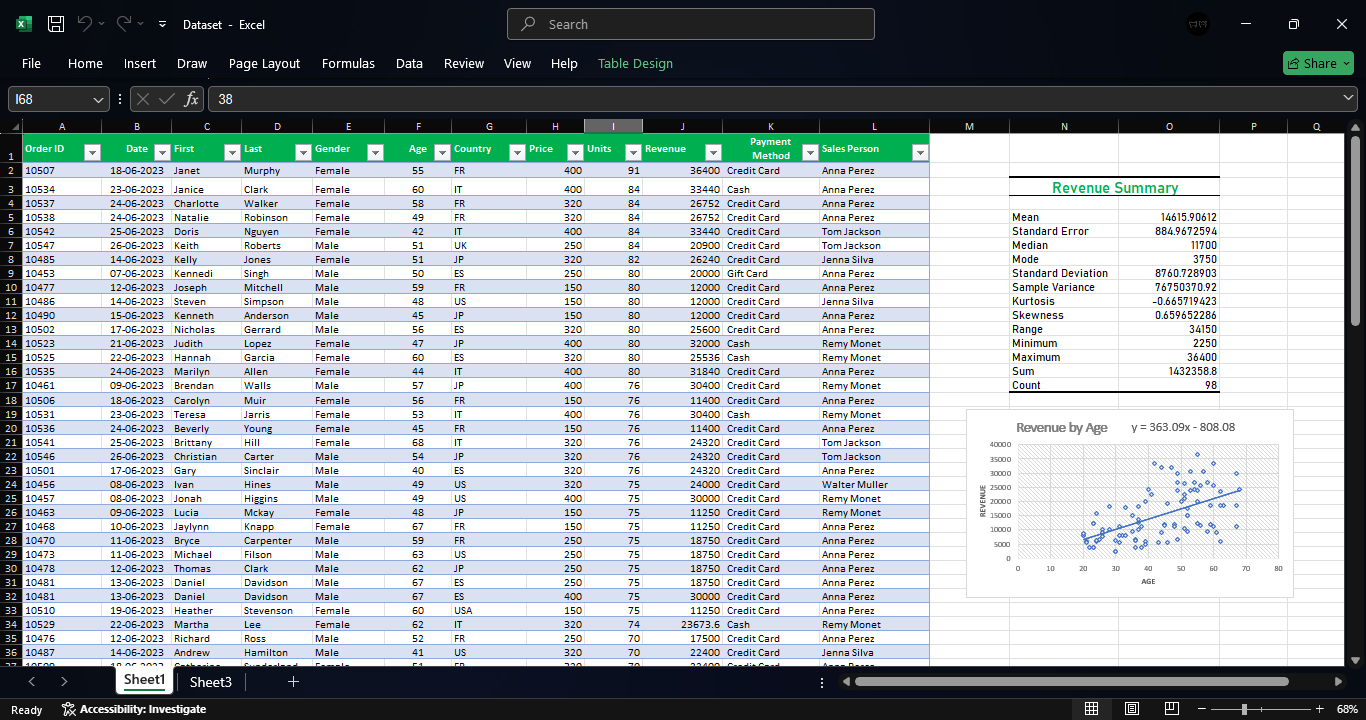 Dataset - Excel
Search
File Home Insert Draw Page Layout Formulas Data Review View Help Table Design Share
I68 fx 38
A B C D E F G H I J K L M N O P Q
1 Order ID Date First Last Gender Age Country Price Units Revenue Payment Method Sales Person
2 10507 18-06-2023 Janet Murphy Female 55 FR 400 91 36400 Credit Card Anna Perez
3 10534 23-06-2023 Janice Clark Female 60 IT 400 84 33440 Cash Anna Perez
4 10537 24-06-2023 Charlotte Walker Female 58 FR 320 84 26752 Credit Card Anna Perez
5 10538 24-06-2023 Natalie Robinson Female 49 FR 320 84 26752 Credit Card Anna Perez
6 10542 25-06-2023 Doris Nguyen Female 42 IT 400 84 33440 Credit Card Tom Jackson
7 10547 26-06-2023 Keith Roberts Male 51 UK 250 84 20900 Credit Card Tom Jackson
8 10485 14-06-2023 Kelly Jones Female 51 JP 320 82 26240 Credit Card Jenna Silva
9 10453 07-06-2023 Kennedi Singh Male 50 ES 250 80 20000 Gift Card Anna Perez
10 10477 12-06-2023 Joseph Mitchell Male 59 FR 150 80 12000 Credit Card Anna Perez
11 10486 14-06-2023 Steven Simpson Male 48 US 150 80 12000 Credit Card Jenna Silva
12 10490 15-06-2023 Kenneth Anderson Male 45 JP 150 80 12000 Credit Card Anna Perez
13 10502 17-06-2023 Nicholas Gerrard Male 56 ES 320 80 25600 Credit Card Anna Perez
14 10523 21-06-2023 Judith Lopez Female 47 JP 400 80 32000 Cash Remy Monet
15 10525 22-06-2023 Hannah Garcia Female 60 ES 320 80 25536 Cash Remy Monet
16 10535 24-06-2023 Marilyn Allen Female 44 IT 400 80 31840 Cash Remy Monet
17 10461 09-06-2023 Brendan Walls Male 57 JP 400 76 30400 Credit Card Remy Monet
18 10506 18-06-2023 Carolyn Muir Female 56 FR 150 76 11400 Credit Card Anna Perez
19 10531 23-06-2023 Teresa Jarris Female 53 IT 400 76 30400 Cash Remy Monet
20 10536 24-06-2023 Beverly Young Female 45 FR 150 76 11400 Credit Card Anna Perez
21 10541 25-06-2023 Brittany Hill Female 68 IT 320 76 24320 Credit Card Tom Jackson
22 10546 26-06-2023 Christian Carter Male 54 JP 320 76 24320 Credit Card Tom Jackson
23 10501 17-06-2023 Gary Sinclair Male 40 ES 320 76 24320 Credit Card Anna Perez
24 10456 08-06-2023 Ivan Hines Male 49 US 320 75 24000 Credit Card Walter Muller
25 10457 08-06-2023 Jonah Higgins Male 49 US 400 75 30000 Credit Card Remy Monet
26 10463 09-06-2023 Lucia Mckay Female 48 JP 150 75 11250 Credit Card Remy Monet
27 10468 10-06-2023 Jaylynn Knapp Female 67 FR 150 75 11250 Credit Card Anna Perez
28 10470 11-06-2023 Bryce Carpenter Male 59 FR 250 75 18750 Credit Card Anna Perez
29 10473 11-06-2023 Michael Filson Male 63 US 250 75 18750 Credit Card Anna Perez
30 10478 12-06-2023 Thomas Clark Male 62 JP 250 75 18750 Credit Card Anna Perez
31 10481 13-06-2023 Daniel Davidson Male 67 ES 250 75 18750 Credit Card Anna Perez
32 10481 13-06-2023 Daniel Davidson Male 67 ES 400 75 30000 Credit Card Anna Perez
33 10510 19-06-2023 Heather Stevenson Female 60 USA 150 75 11250 Credit Card Anna Perez
34 10529 22-06-2023 Martha Lee Female 62 IT 320 74 23673.6 Cash Remy Monet
35 10476 12-06-2023 Richard Ross Male 52 FR 250 70 17500 Credit Card Anna Perez
36 10487 14-06-2023 Andrew Hamilton Male 41 US 320 70 22400 Credit Card Jenna Silva
Revenue Summary
Mean 14615.90612
Standard Error 884.9672594
Median 11700
Mode 3750
Standard Deviation 8760.728903
Sample Variance 76750370.92
Kurtosis -0.665719423
Skewness 0.659652286
Range 34150
Minimum 2250
Maximum 36400
Sum 1432358.8
Count 98
Revenue by Age y = 363.09x - 808.08
40000
35000
30000
25000
20000
15000
10000
5000
0
REVENUE
0 10 20 30 40 50 60 70 80
AGE
Sheet1 Sheet3
Ready Accessibility: Investigate 68%